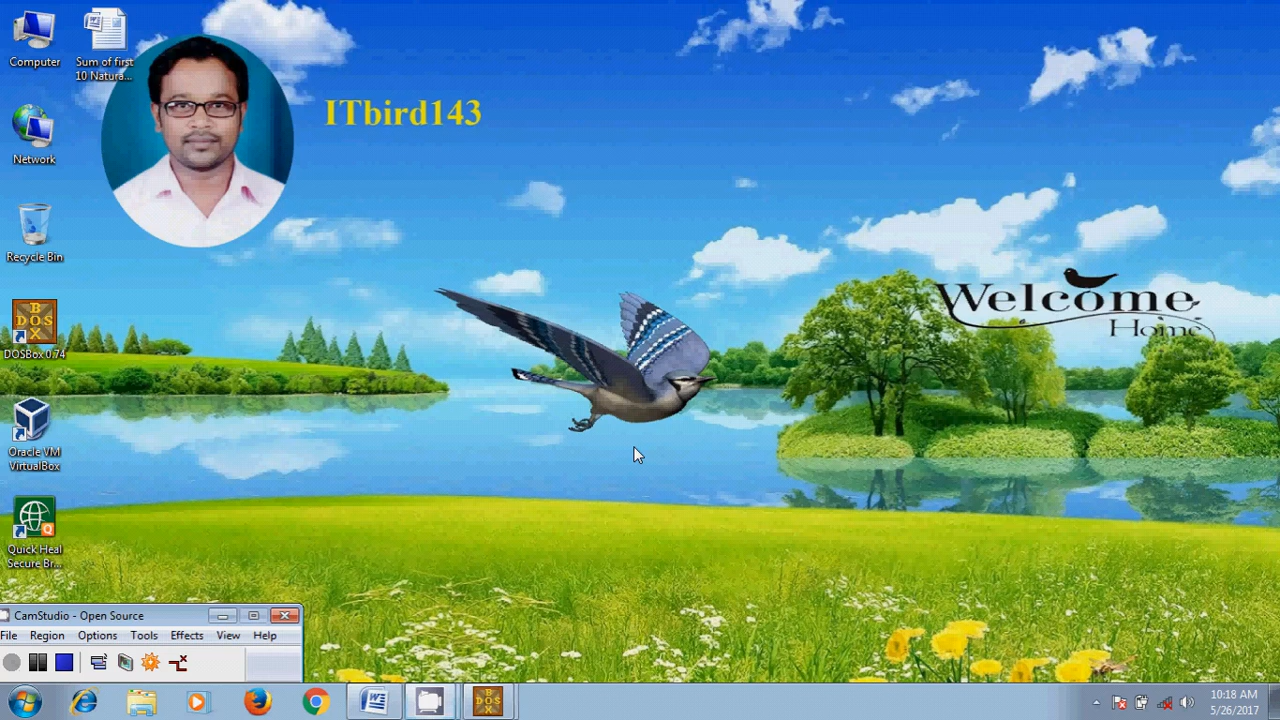 Computer
Sum of first
10 Natura...
ITbird143
Network
Recycle Bin
Welcome
Home
DOSBox 0.74
Oracle VM
VirtualBox
Quick Heal
Secure Br...
CamStudio - Open Source
File Region Options Tools Effects View Help
10:18 AM
5/26/2017